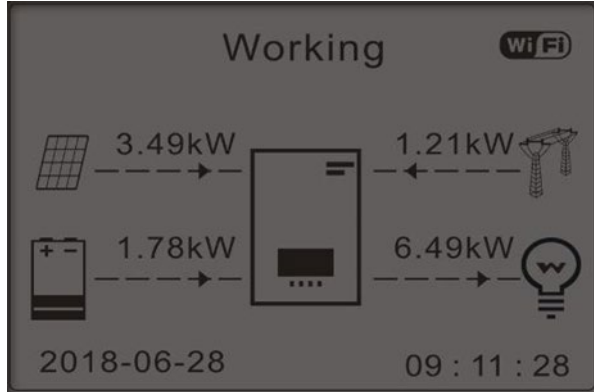 Working
WiFi
3.49kW
1.21kW
1.78kW
6.49kW
2018-06-28
09 : 11 : 28